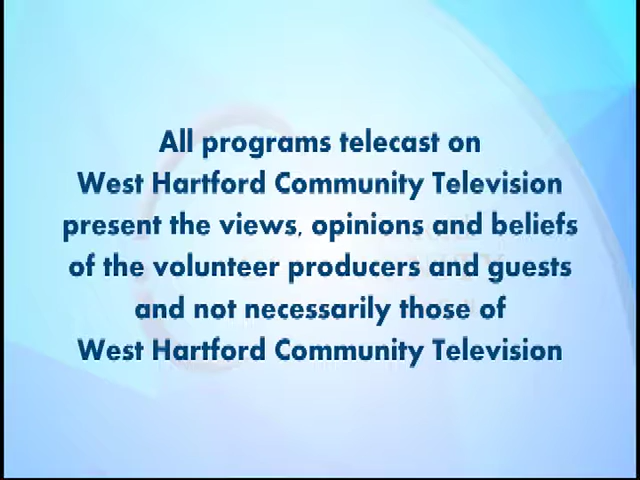 All programs telecast on
West Hartford Community Television
present the views, opinions and beliefs
of the volunteer producers and guests
and not necessarily those of
West Hartford Community Television